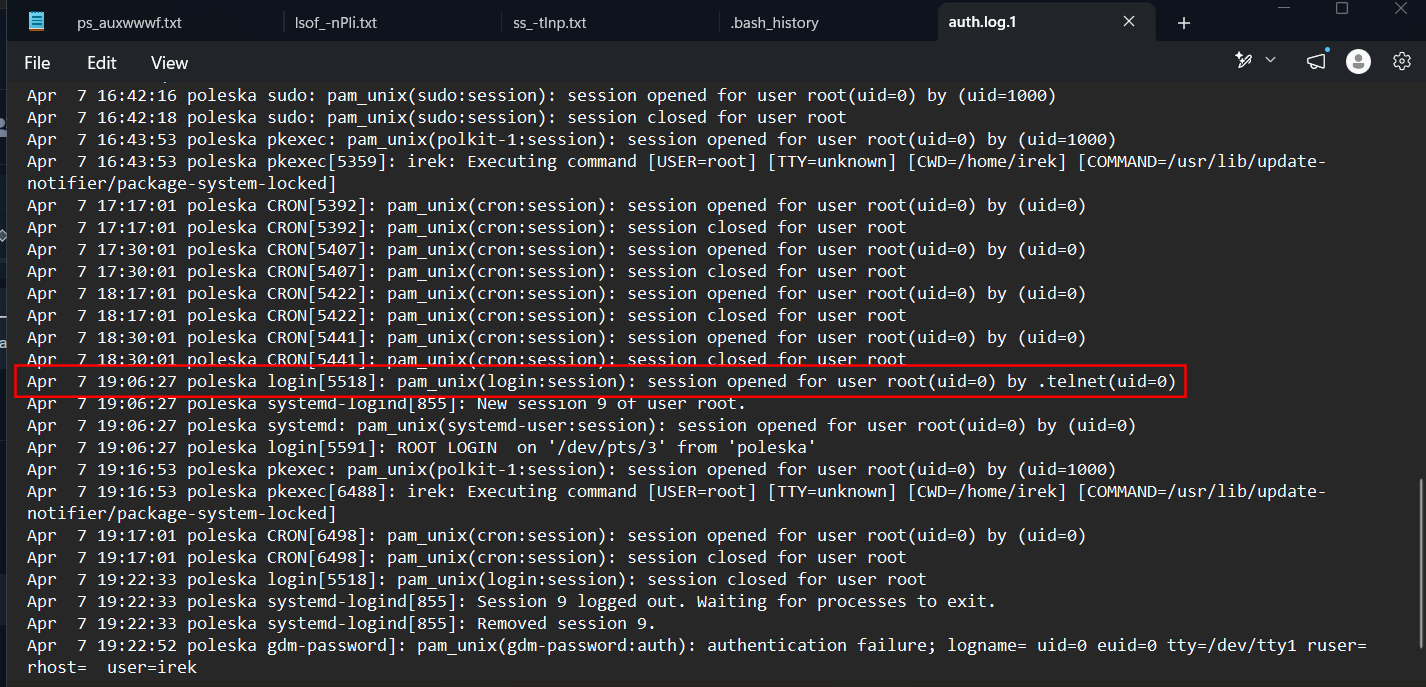 ps_auxwwwf.txt
lsof_-nPli.txt
ss_-tlnp.txt
.bash_history
auth.log.1
File
Edit
View
Apr  7 16:42:16 poleska sudo: pam_unix(sudo:session): session opened for user root(uid=0) by (uid=1000)
Apr  7 16:42:18 poleska sudo: pam_unix(sudo:session): session closed for user root
Apr  7 16:43:53 poleska pkexec: pam_unix(polkit-1:session): session opened for user root(uid=0) by (uid=1000)
Apr  7 16:43:53 poleska pkexec[5359]: irek: Executing command [USER=root] [TTY=unknown] [CWD=/home/irek] [COMMAND=/usr/lib/update-
notifier/package-system-locked]
Apr  7 17:17:01 poleska CRON[5392]: pam_unix(cron:session): session opened for user root(uid=0) by (uid=0)
Apr  7 17:17:01 poleska CRON[5392]: pam_unix(cron:session): session closed for user root
Apr  7 17:30:01 poleska CRON[5407]: pam_unix(cron:session): session opened for user root(uid=0) by (uid=0)
Apr  7 17:30:01 poleska CRON[5407]: pam_unix(cron:session): session closed for user root
Apr  7 18:17:01 poleska CRON[5422]: pam_unix(cron:session): session opened for user root(uid=0) by (uid=0)
Apr  7 18:17:01 poleska CRON[5422]: pam_unix(cron:session): session closed for user root
Apr  7 18:30:01 poleska CRON[5441]: pam_unix(cron:session): session opened for user root(uid=0) by (uid=0)
Apr  7 18:30:01 poleska CRON[5441]: pam_unix(cron:session): session closed for user root
Apr  7 19:06:27 poleska login[5518]: pam_unix(login:session): session opened for user root(uid=0) by .telnet(uid=0)
Apr  7 19:06:27 poleska systemd-logind[855]: New session 9 of user root.
Apr  7 19:06:27 poleska systemd: pam_unix(systemd-user:session): session opened for user root(uid=0) by (uid=0)
Apr  7 19:06:27 poleska login[5591]: ROOT LOGIN  on '/dev/pts/3' from 'poleska'
Apr  7 19:16:53 poleska pkexec: pam_unix(polkit-1:session): session opened for user root(uid=0) by (uid=1000)
Apr  7 19:16:53 poleska pkexec[6488]: irek: Executing command [USER=root] [TTY=unknown] [CWD=/home/irek] [COMMAND=/usr/lib/update-
notifier/package-system-locked]
Apr  7 19:17:01 poleska CRON[6498]: pam_unix(cron:session): session opened for user root(uid=0) by (uid=0)
Apr  7 19:17:01 poleska CRON[6498]: pam_unix(cron:session): session closed for user root
Apr  7 19:22:33 poleska login[5518]: pam_unix(login:session): session closed for user root
Apr  7 19:22:33 poleska systemd-logind[855]: Session 9 logged out. Waiting for processes to exit.
Apr  7 19:22:33 poleska systemd-logind[855]: Removed session 9.
Apr  7 19:22:52 poleska gdm-password]: pam_unix(gdm-password:auth): authentication failure; logname= uid=0 euid=0 tty=/dev/tty1 ruser=
rhost=  user=irek